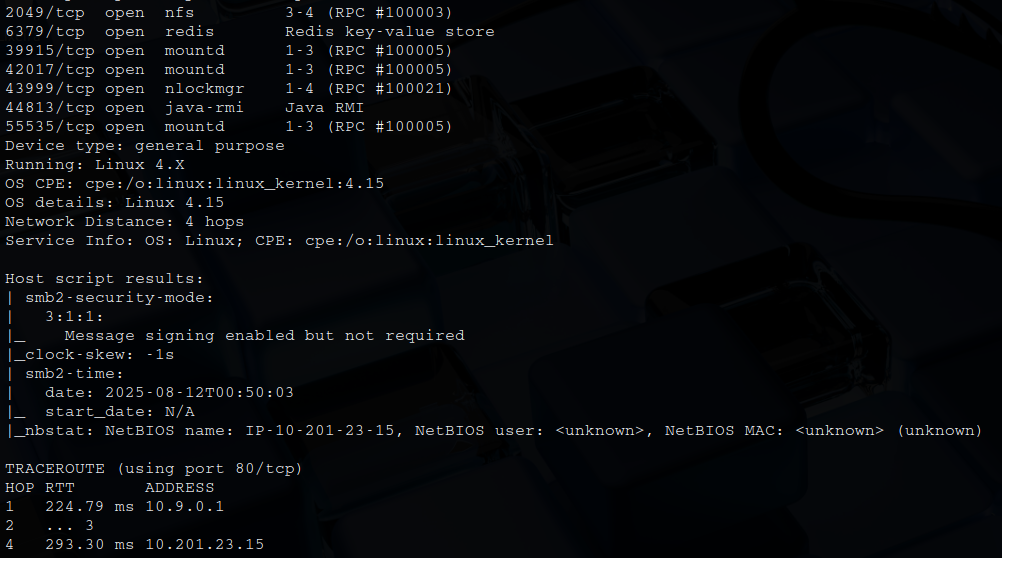 2049/tcp  open  nfs         3-4 (RPC #100003)
6379/tcp  open  redis       Redis key-value store
39915/tcp open  mountd      1-3 (RPC #100005)
42017/tcp open  mountd      1-3 (RPC #100005)
43999/tcp open  nlockmgr    1-4 (RPC #100021)
44813/tcp open  java-rmi    Java RMI
55535/tcp open  mountd      1-3 (RPC #100005)
Device type: general purpose
Running: Linux 4.X
OS CPE: cpe:/o:linux:linux_kernel:4.15
OS details: Linux 4.15
Network Distance: 4 hops
Service Info: OS: Linux; CPE: cpe:/o:linux:linux_kernel
Host script results:
| smb2-security-mode:
|   3:1:1:
|_    Message signing enabled but not required
|_clock-skew: -1s
| smb2-time:
|   date: 2025-08-12T00:50:03
|_  start_date: N/A
|_nbstat: NetBIOS name: IP-10-201-23-15, NetBIOS user: <unknown>, NetBIOS MAC: <unknown> (unknown)
TRACEROUTE (using port 80/tcp)
HOP RTT       ADDRESS
1   224.79 ms 10.9.0.1
2   ... 3
4   293.30 ms 10.201.23.15